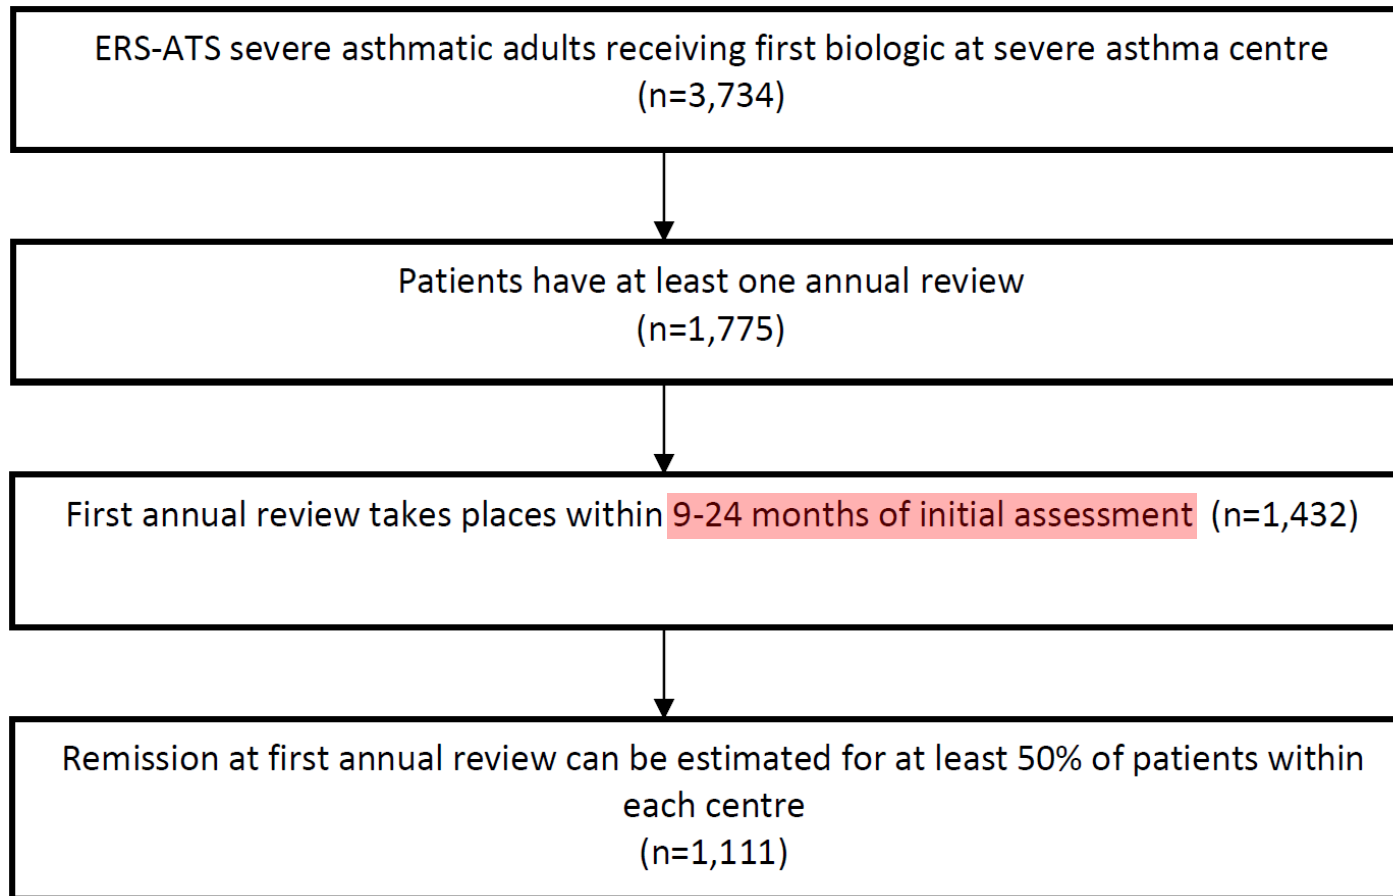 ERS-ATS severe asthmatic adults receiving first biologic at severe asthma centre
(n=3,734)
Patients have at least one annual review
(n=1,775)
First annual review takes places within 9-24 months of initial assessment (n=1,432)
Remission at first annual review can be estimated for at least 50% of patients within
each centre
(n=1,111)